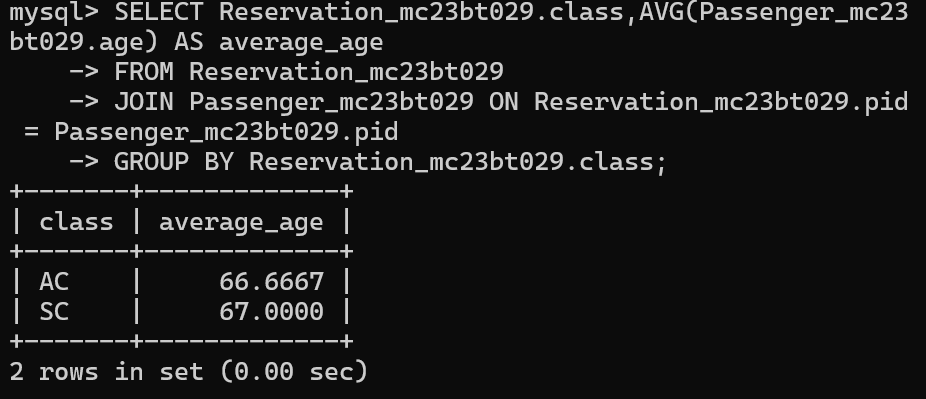 mysql> SELECT Reservation_mc23bt029.class,AVG(Passenger_mc23
bt029.age) AS average_age
    -> FROM Reservation_mc23bt029
    -> JOIN Passenger_mc23bt029 ON Reservation_mc23bt029.pid
 = Passenger_mc23bt029.pid
    -> GROUP BY Reservation_mc23bt029.class;
+-------+-------------+
| class | average_age |
+-------+-------------+
| AC    |     66.6667 |
| SC    |     67.0000 |
+-------+-------------+
2 rows in set (0.00 sec)